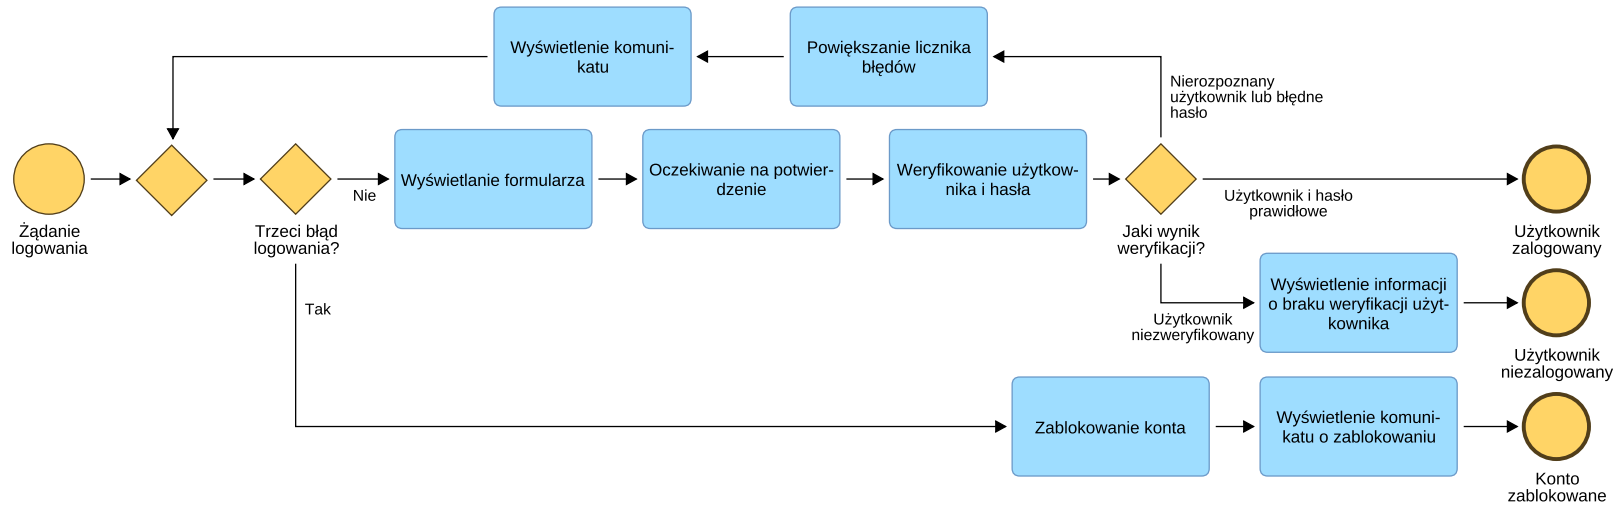 Wyświetlenie komuni-
katu
Powiększanie licznika
błędów
Nierozpoznany
użytkownik lub błędne
hasło
Żądanie
logowania
Trzeci błąd
logowania?
Nie
Wyświetlanie formularza
Oczekiwanie na potwier-
dzenie
Weryfikowanie użytkow-
nika i hasła
Jaki wynik
weryfikacji?
Użytkownik i hasło
prawidłowe
Użytkownik
zalogowany
Tak
Użytkownik
niezweryfikowany
Wyświetlenie informacji
o braku weryfikacji użyt-
kownika
Użytkownik
niezalogowany
Zablokowanie konta
Wyświetlenie komuni-
katu o zablokowaniu
Konto
zablokowane